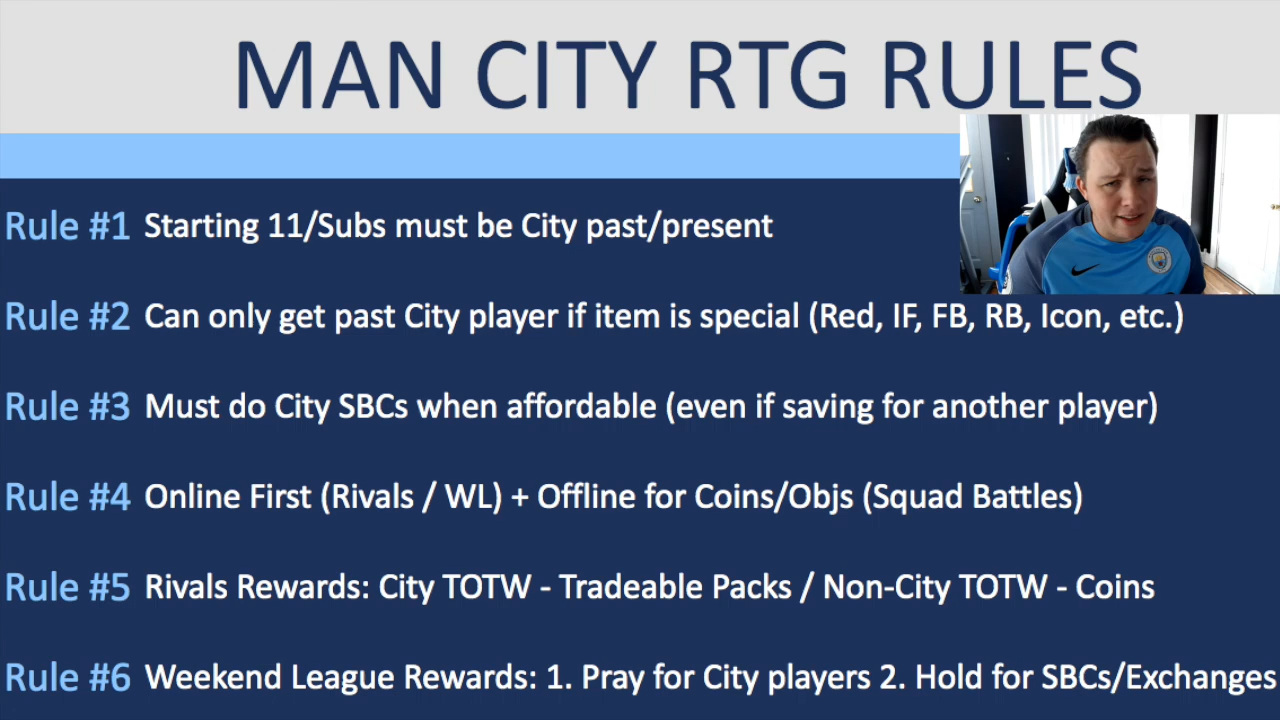 MAN CITY RTG RULES
Rule #1 Starting 11/Subs must be City past/present
Rule #2 Can only get past City player if item is special (Red, IF, FB, RB, Icon, etc.)
Rule #3 Must do City SBCs when affordable (even if saving for another player)
Rule #4 Online First (Rivals / WL) + Offline for Coins/Objs (Squad Battles)
Rule #5 Rivals Rewards: City TOTW - Tradeable Packs / Non-City TOTW - Coins
Rule #6 Weekend League Rewards: 1. Pray for City players 2. Hold for SBCs/Exchanges